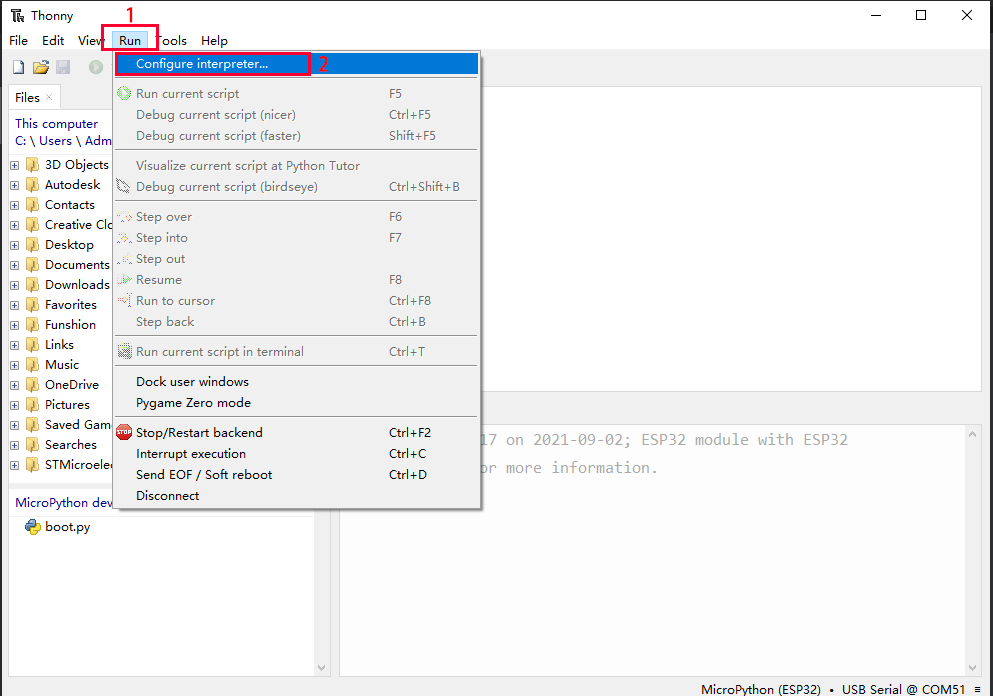 Thonny
1
File Edit View Run Tools Help
Configure interpreter... 2
Files
This computer
C: \ Users \ Adm
3D Objects
Autodesk
Contacts
Creative Clo
Desktop
Documents
Downloads
Favorites
Funshion
Links
Music
OneDrive
Pictures
Saved Gam
Searches
STMicroelec
MicroPython dev
boot.py
Run current script F5
Debug current script (nicer) Ctrl+F5
Debug current script (faster) Shift+F5
Visualize current script at Python Tutor
Debug current script (birdseye) Ctrl+Shift+B
Step over F6
Step into F7
Step out
Resume F8
Run to cursor Ctrl+F8
Step back Ctrl+B
Run current script in terminal Ctrl+T
Dock user windows
Pygame Zero mode
STOP Stop/Restart backend Ctrl+F2
Interrupt execution Ctrl+C
Send EOF / Soft reboot Ctrl+D
Disconnect
17 on 2021-09-02; ESP32 module with ESP32
or more information.
MicroPython (ESP32) • USB Serial @ COM51 ≡